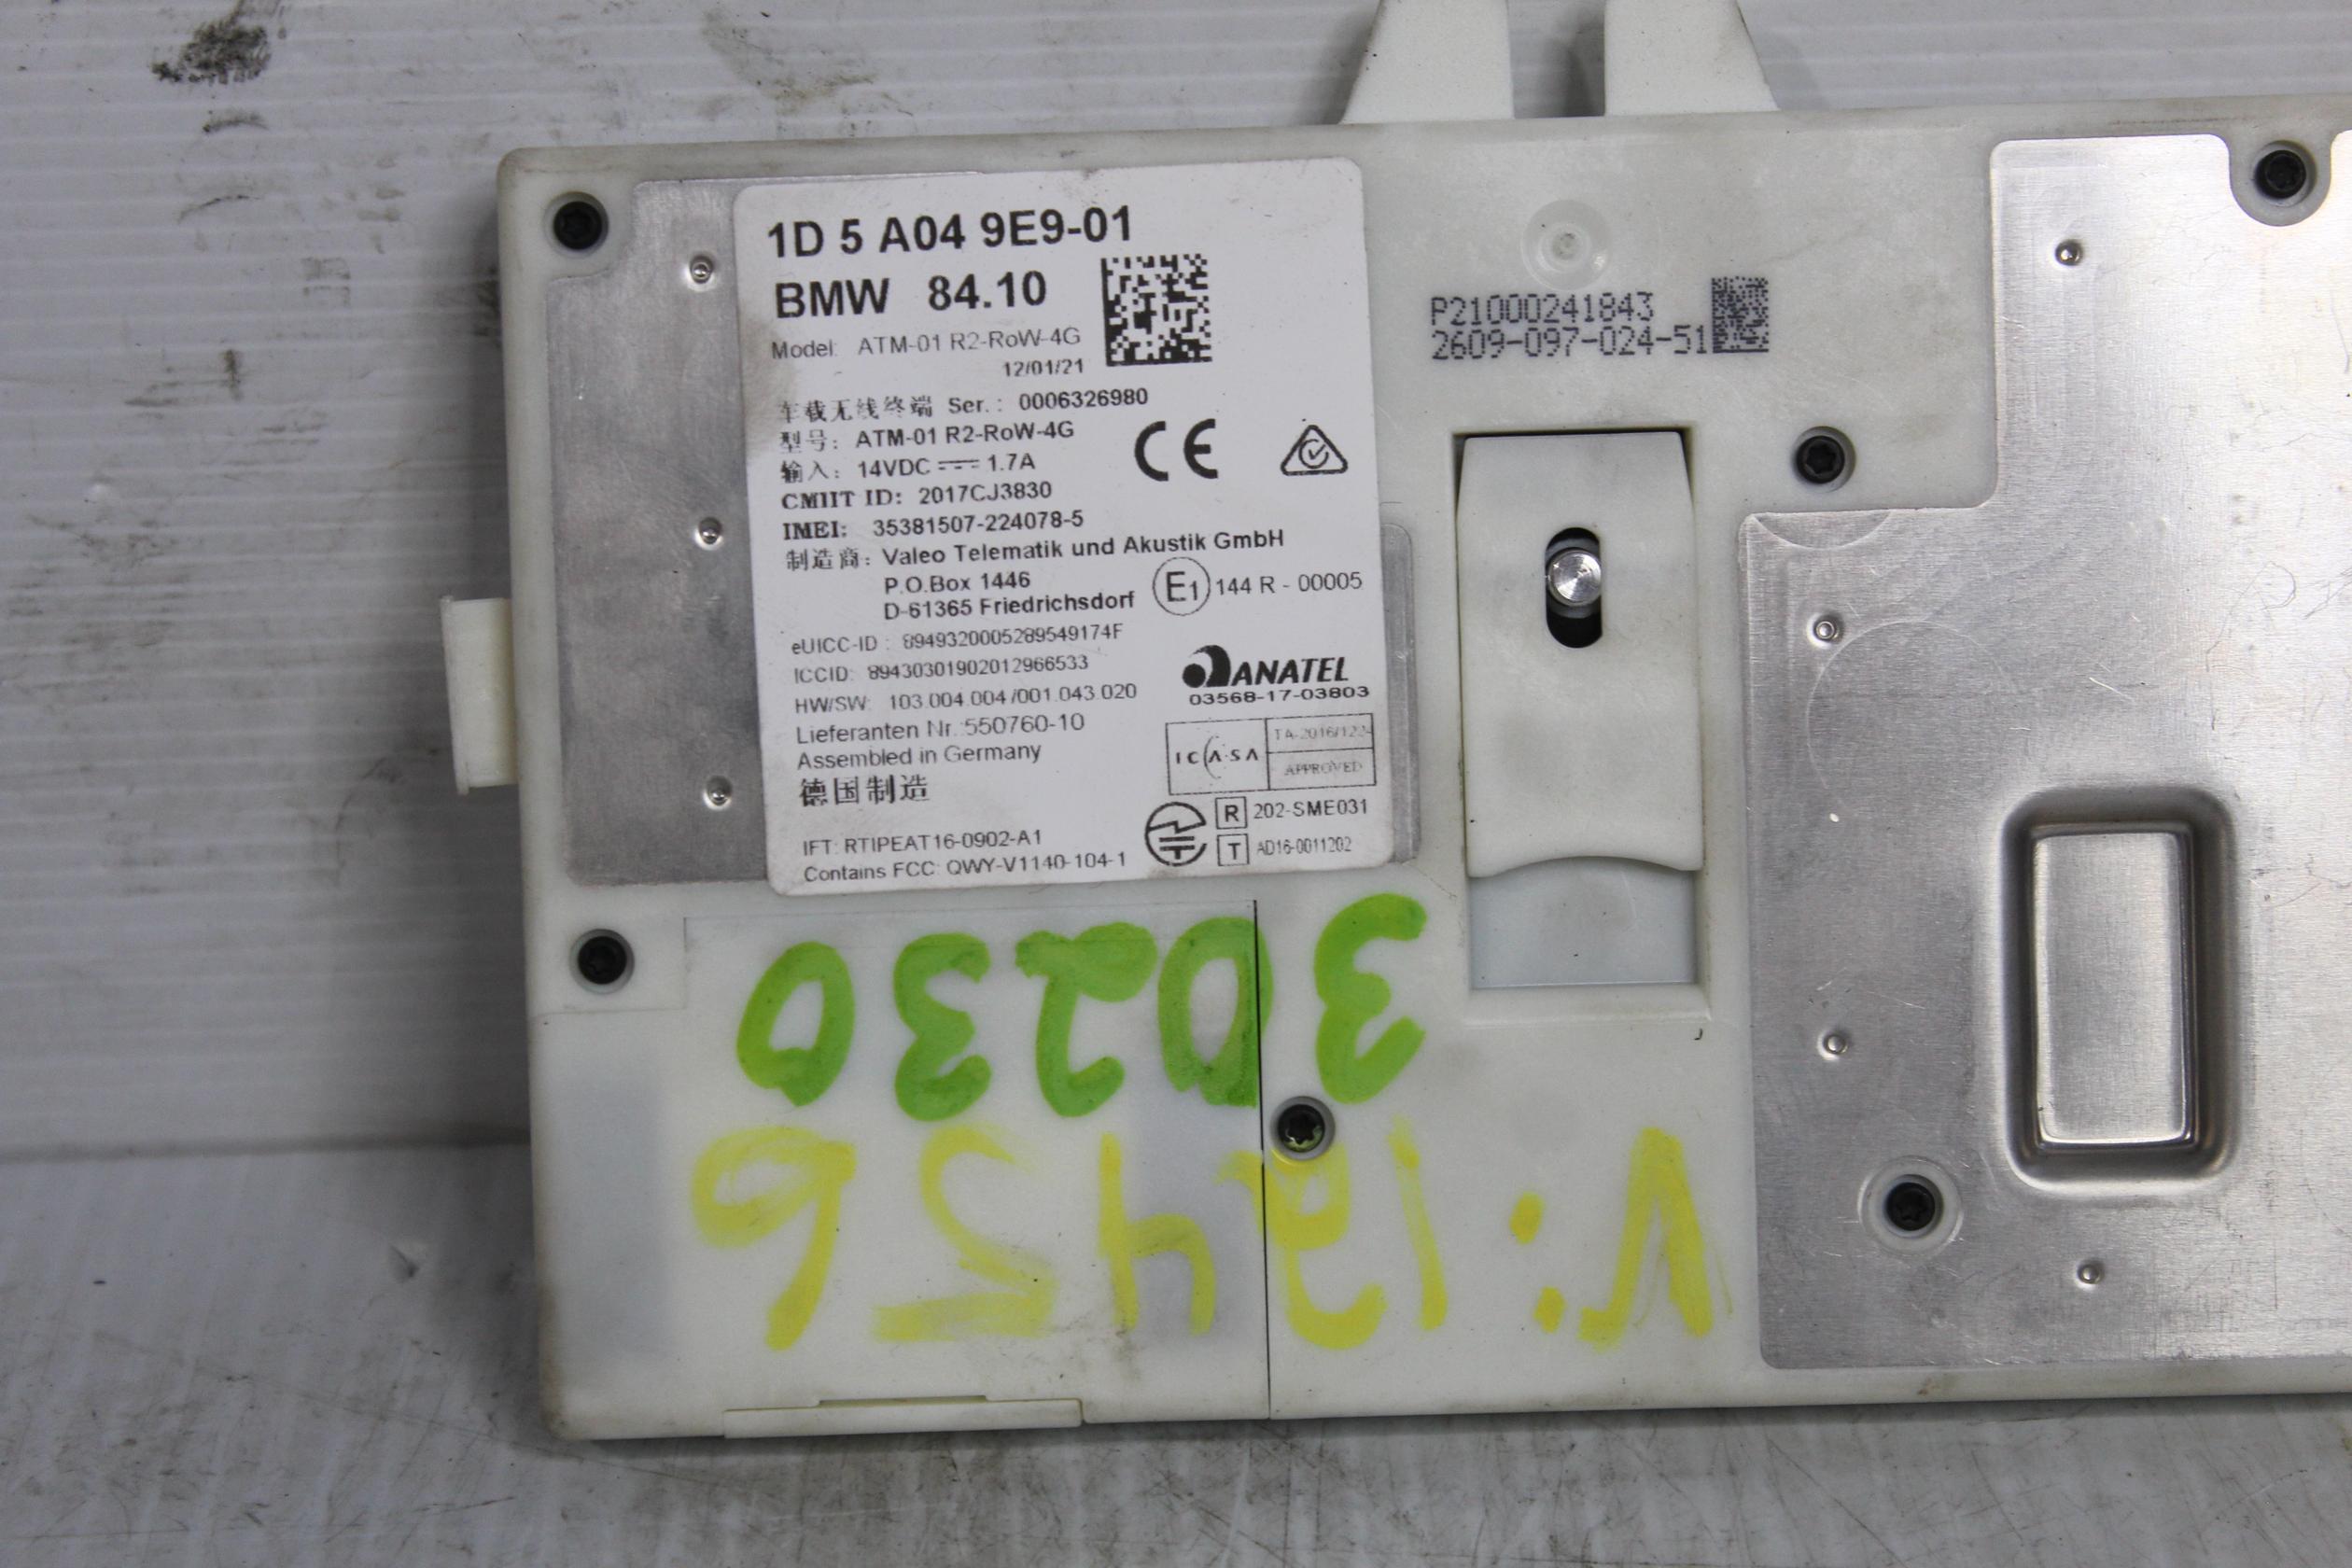 1D 5 A04 9E9-01
BMW 84.10
Model: ATM-01 R2-RoW-4G
12/01/21
车载无线终端 Ser.: 0006326980
型号: ATM-01 R2-RoW-4G
输入: 14VDC 1.7A
CE
CMIIT ID: 2017CJ3830
IMEI: 35381507-224078-5
制造商: Valeo Telematik und Akustik GmbH
P.O.Box 1446
D-61365 Friedrichsdorf
E1 144 R - 00005
eUICC-ID : 8949320005289549174F
ICCID: 89430301902012966533
HW/SW: 103.004.004/001.043.020
Lieferanten Nr.:550760-10
Assembled in Germany
德国制造
ANATEL
03568-17-03803
ICASA
APPROVED
R 202-SME031
T AD16-0011202
IFT: RTIPEAT16-0902-A1
Contains FCC: QWY-V1140-104-1
P21000241843
2609-097-024-51
V:12456
30230